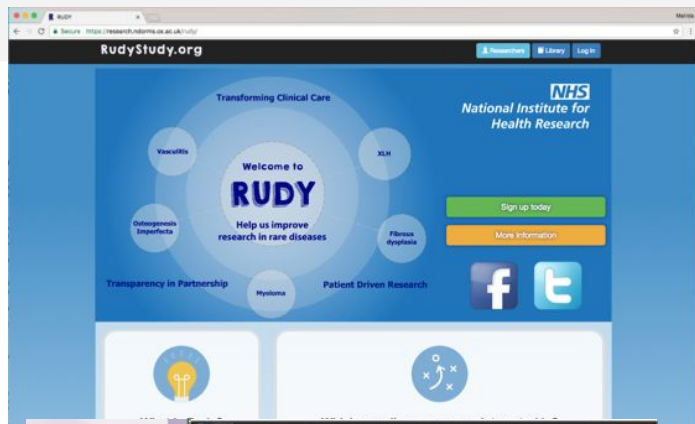 RUDY
Melinda
Secure https://research.ndorms.ox.ac.uk/rudy/
RudyStudy.org
Researchers
Library
Log In
Transforming Clinical Care
NHS
National Institute for
Health Research
Vasculitis
XLH
Welcome to
RUDY
Help us improve
research in rare diseases
Osteogenesis
Imperfecta
Fibrous
dysplasia
Sign up today
More Information
Transparency in Partnership
Myeloma
Patient Driven Research
f
t